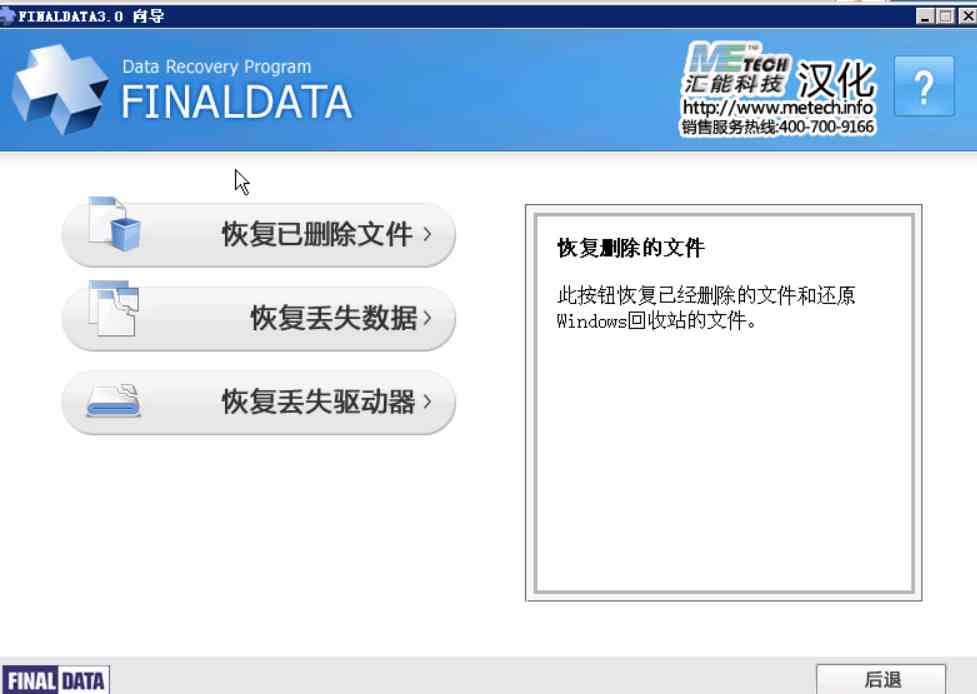 FINALDATA3.0 向导
Data Recovery Program
FINALDATA
METECH™
汇能科技 汉化
http://www.metech.info
销售服务热线:400-700-9166
?
恢复已删除文件 >
恢复丢失数据 >
恢复丢失驱动器 >
恢复删除的文件
此按钮恢复已经删除的文件和还原
Windows回收站的文件。
FINAL DATA
后退